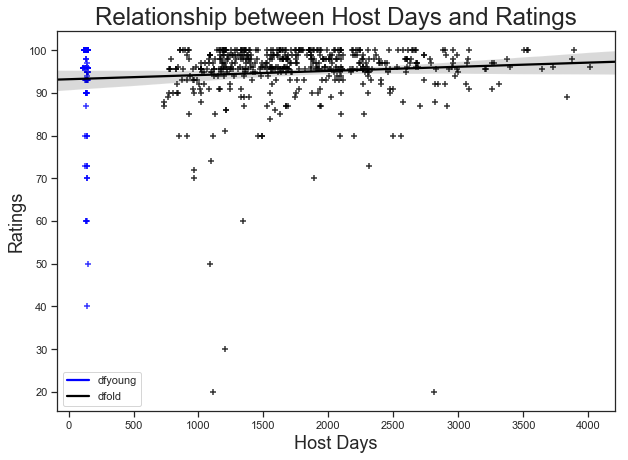 Relationship between Host Days and Ratings
100
90
80
70
60
50
40
30
20
Ratings
dfyoung
dfold
0 500 1000 1500 2000 2500 3000 3500 4000
Host Days